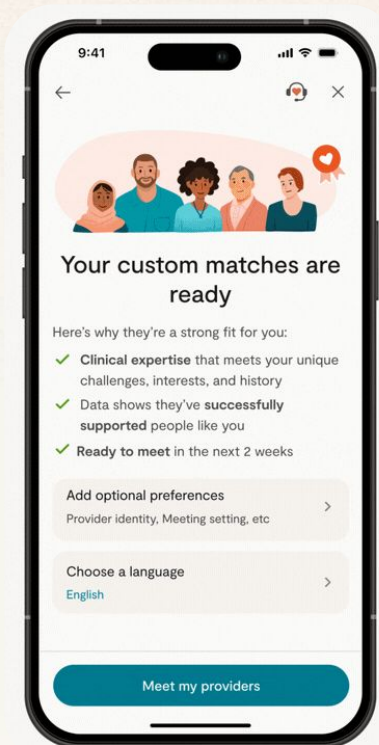 9:41
Your custom matches are
ready
Here's why they're a strong fit for you:
Clinical expertise that meets your unique
challenges, interests, and history
Data shows they've successfully
supported people like you
Ready to meet in the next 2 weeks
Add optional preferences
Provider identity, Meeting setting, etc
Choose a language
English
Meet my providers